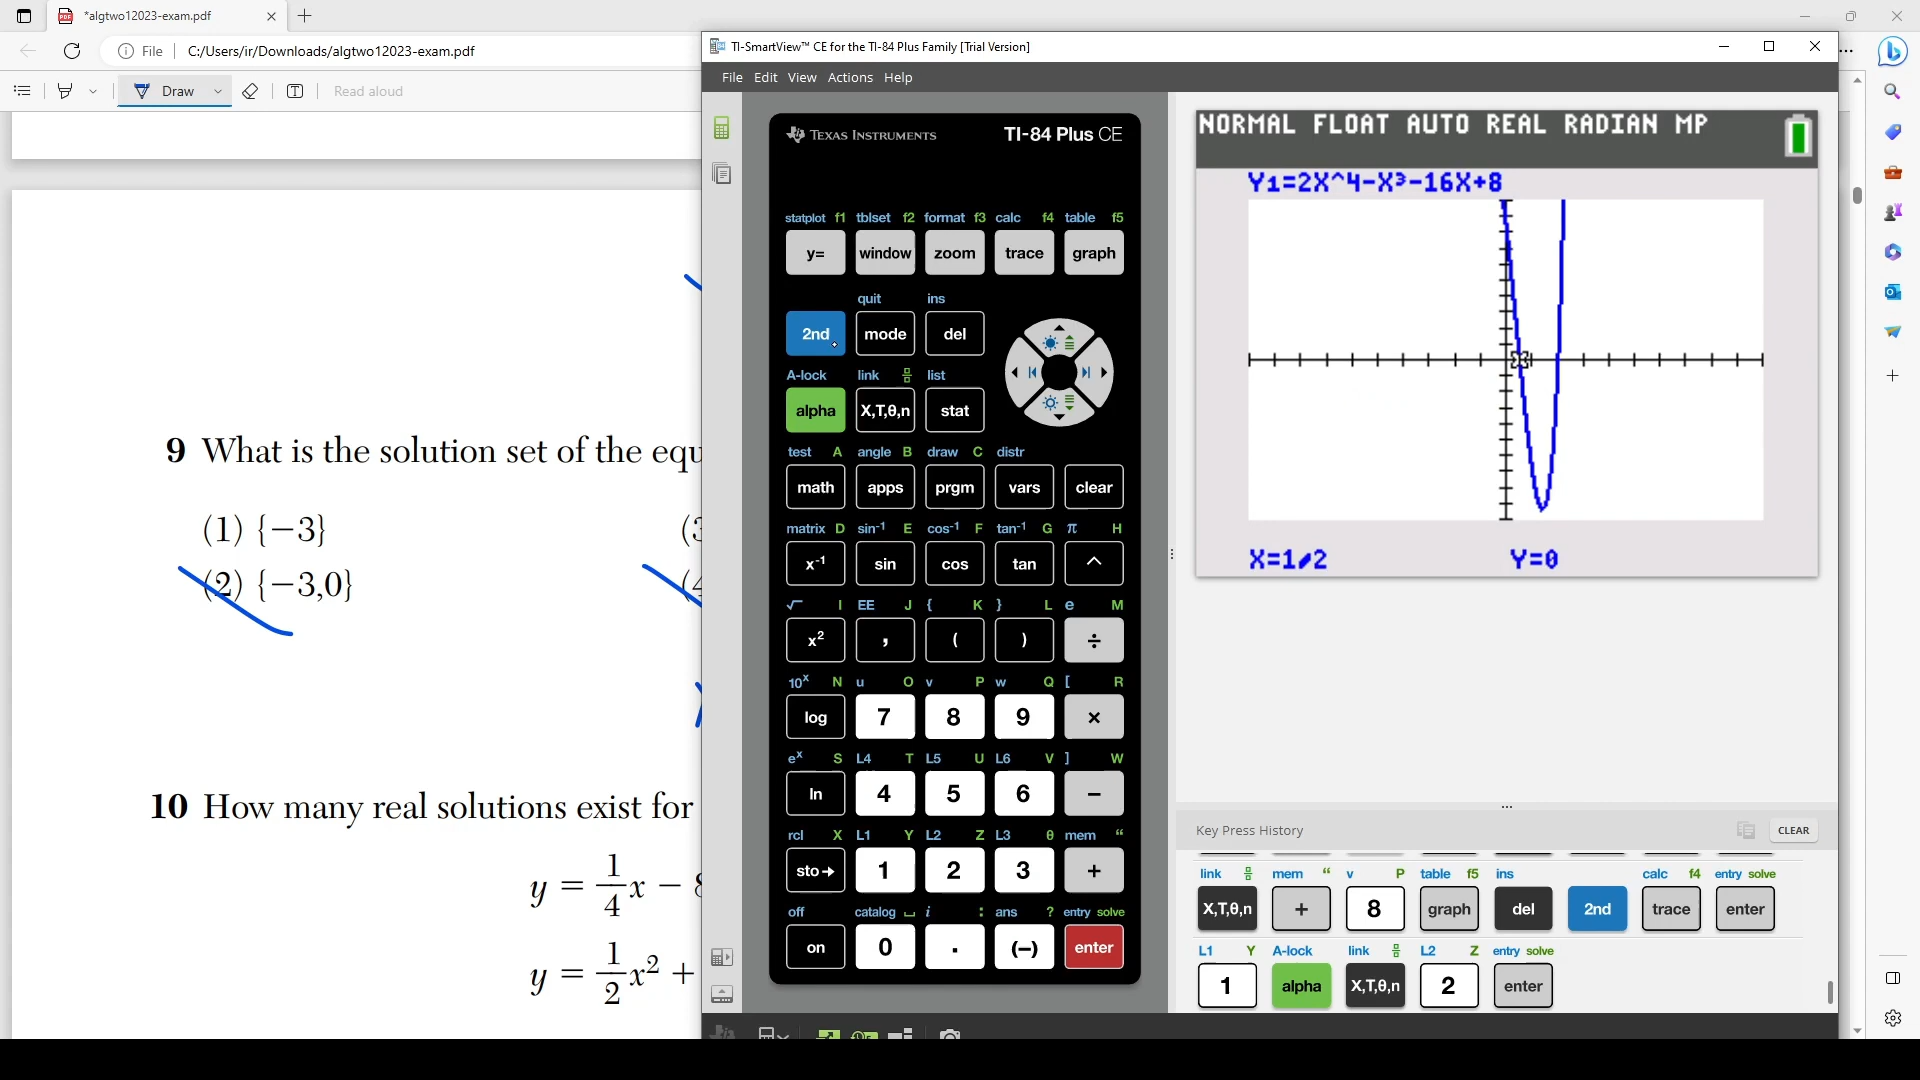 *algtwo12023-exam.pdf
File C:/Users/ir/Downloads/algtwo12023-exam.pdf
Draw Read aloud
9 What is the solution set of the equ
(1) {−3}
(2) {−3,0}
10 How many real solutions exist for
y = 1/4 x − 8
y = 1/2 x² +
TI-SmartView™ CE for the TI-84 Plus Family [Trial Version]
File Edit View Actions Help
TEXAS INSTRUMENTS TI-84 Plus CE
statplot f1 tblset f2 format f3 calc f4 table f5
y= window zoom trace graph
quit ins
2nd mode del
A-lock link list
alpha X,T,θ,n stat
test A angle B draw C distr
math apps prgm vars clear
matrix D sin⁻¹ E cos⁻¹ F tan⁻¹ G π H
x⁻¹ sin cos tan ^
√ I EE J { K } L e M
x² , ( ) ÷
10ˣ N u O v P w Q [ R
log 7 8 9 ×
eˣ S L4 T L5 U L6 V ] W
ln 4 5 6 −
rcl X L1 Y L2 Z L3 θ mem “
sto→ 1 2 3 +
off catalog ⎵ i : ans ? entry solve
on 0 . (−) enter
NORMAL FLOAT AUTO REAL RADIAN MP
Y1=2X^4-X³-16X+8
X=1/2 Y=0
Key Press History CLEAR
link mem “ v P table f5 ins calc f4 entry solve
X,T,θ,n + 8 graph del 2nd trace enter
L1 Y A-lock link L2 Z entry solve
1 alpha X,T,θ,n 2 enter